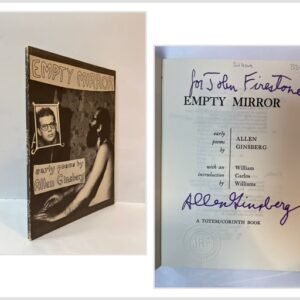 EMPTY MIRROR
early poems by
Allen Ginsberg
for John Firestone
EMPTY MIRROR
early
poems
by
ALLEN
GINSBERG
with an
introduction
by
William
Carlos
Williams
Allen Ginsberg
A TOTEM/CORINTH BOOK